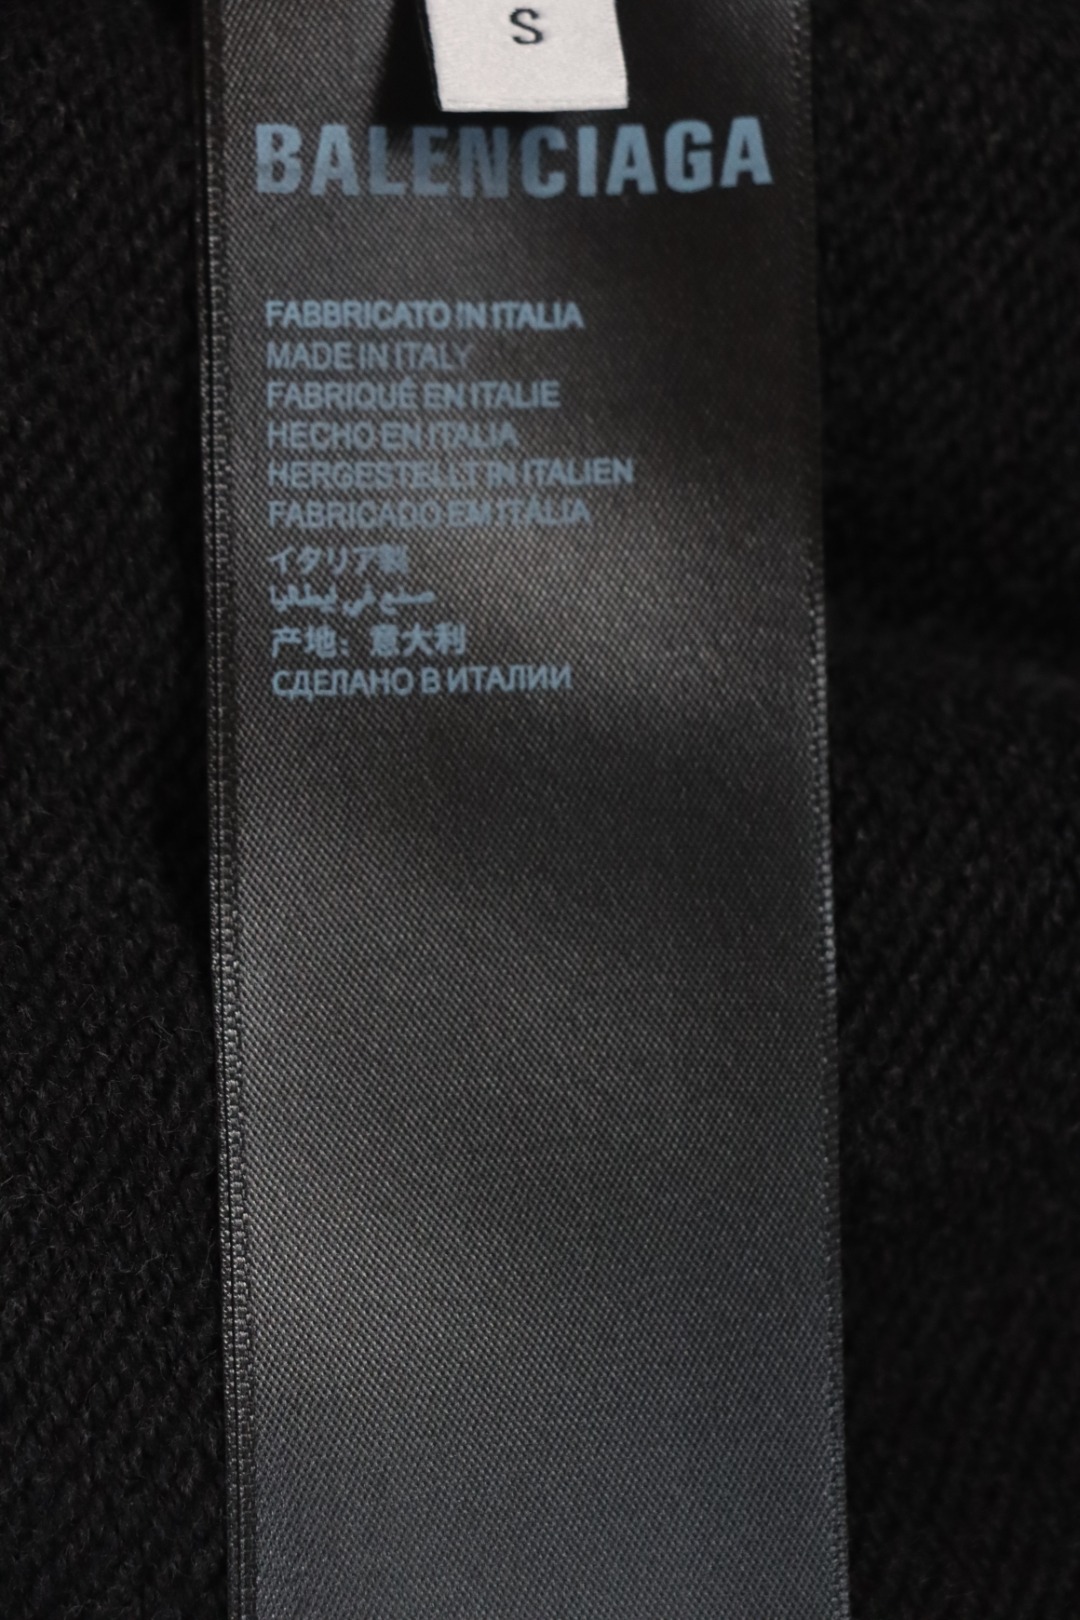 S
BALENCIAGA
FABBRICATO IN ITALIA
MADE IN ITALY
FABRIQUÉ EN ITALIE
HECHO EN ITALIA
HERGESTELLT IN ITALIEN
FABRICADO EM ITÁLIA
イタリア製
صنع في إيطاليا
产地：意大利
СДЕЛАНО В ИТАЛИИ